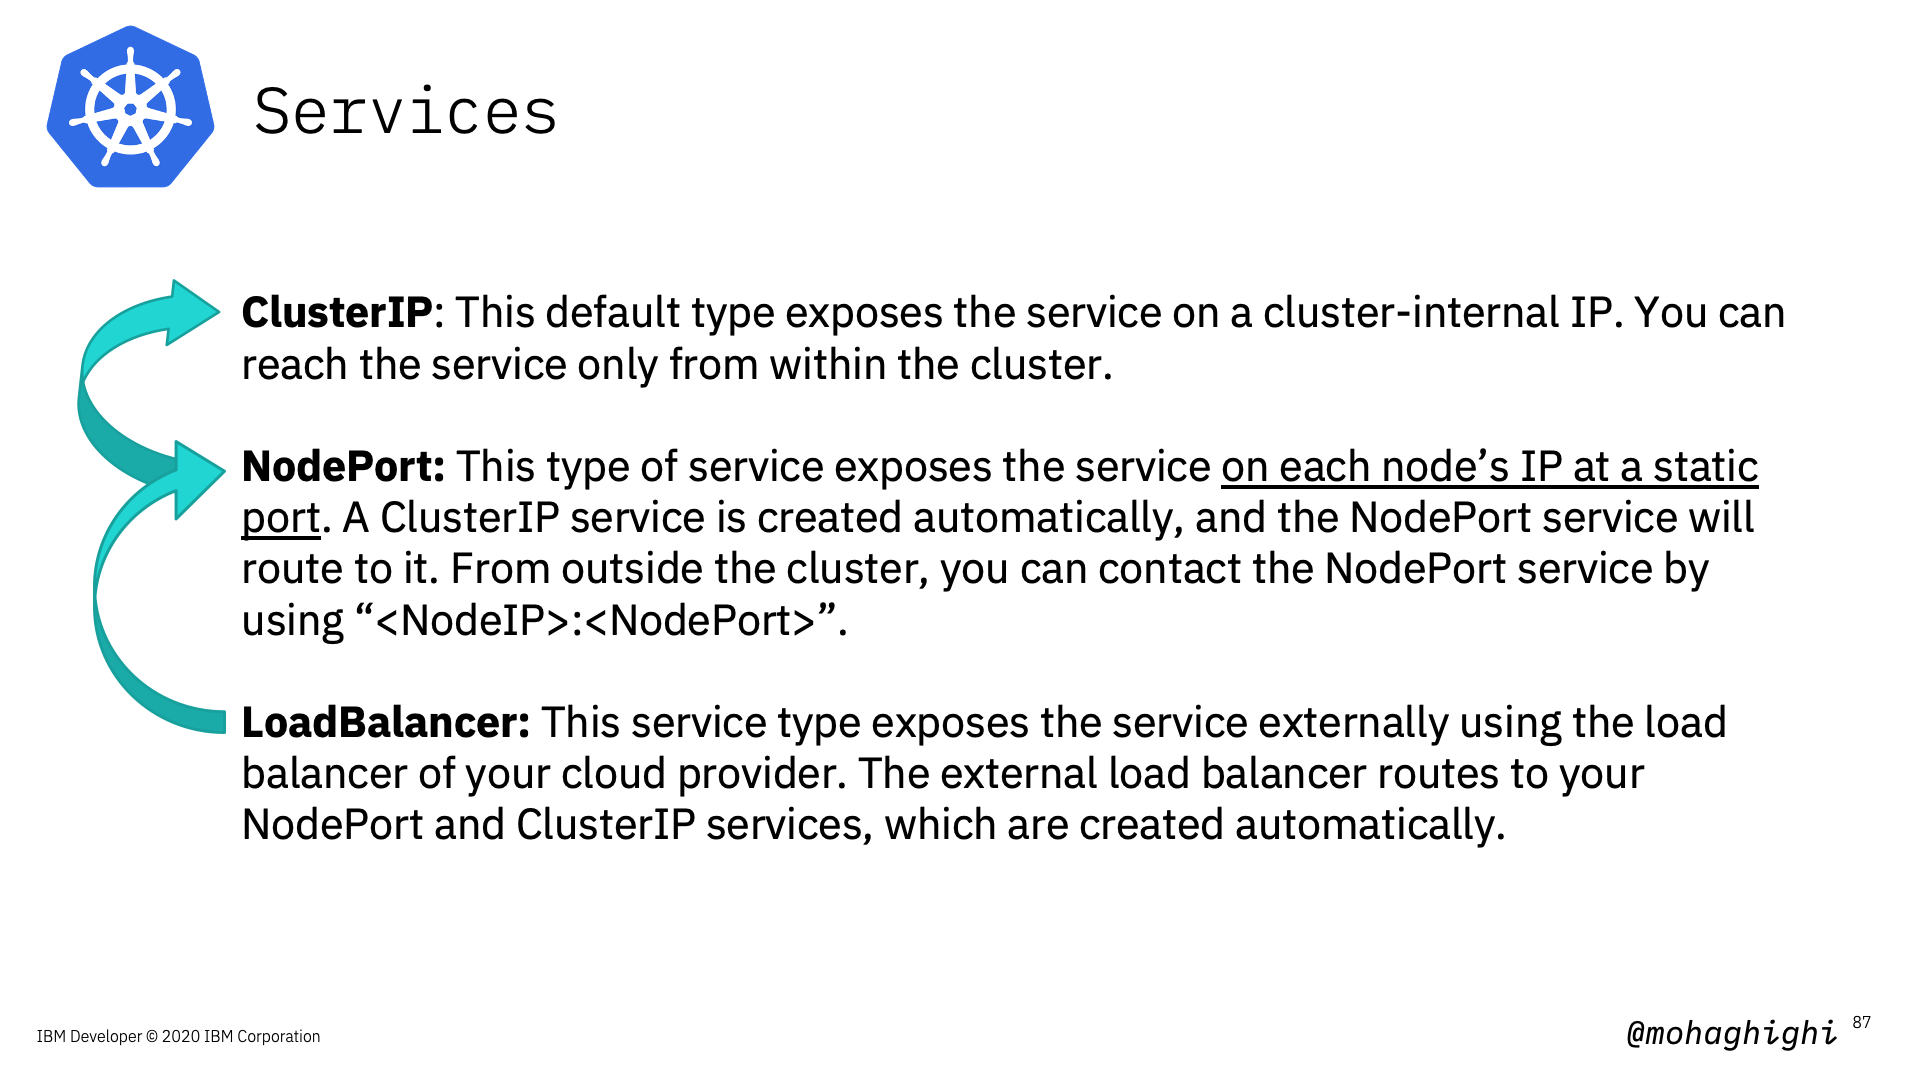 Services
ClusterIP: This default type exposes the service on a cluster-internal IP. You can
reach the service only from within the cluster.
NodePort: This type of service exposes the service on each node’s IP at a static
port. A ClusterIP service is created automatically, and the NodePort service will
route to it. From outside the cluster, you can contact the NodePort service by
using “<NodeIP>:<NodePort>”.
LoadBalancer: This service type exposes the service externally using the load
balancer of your cloud provider. The external load balancer routes to your
NodePort and ClusterIP services, which are created automatically.
IBM Developer © 2020 IBM Corporation
@mohaghighi
87